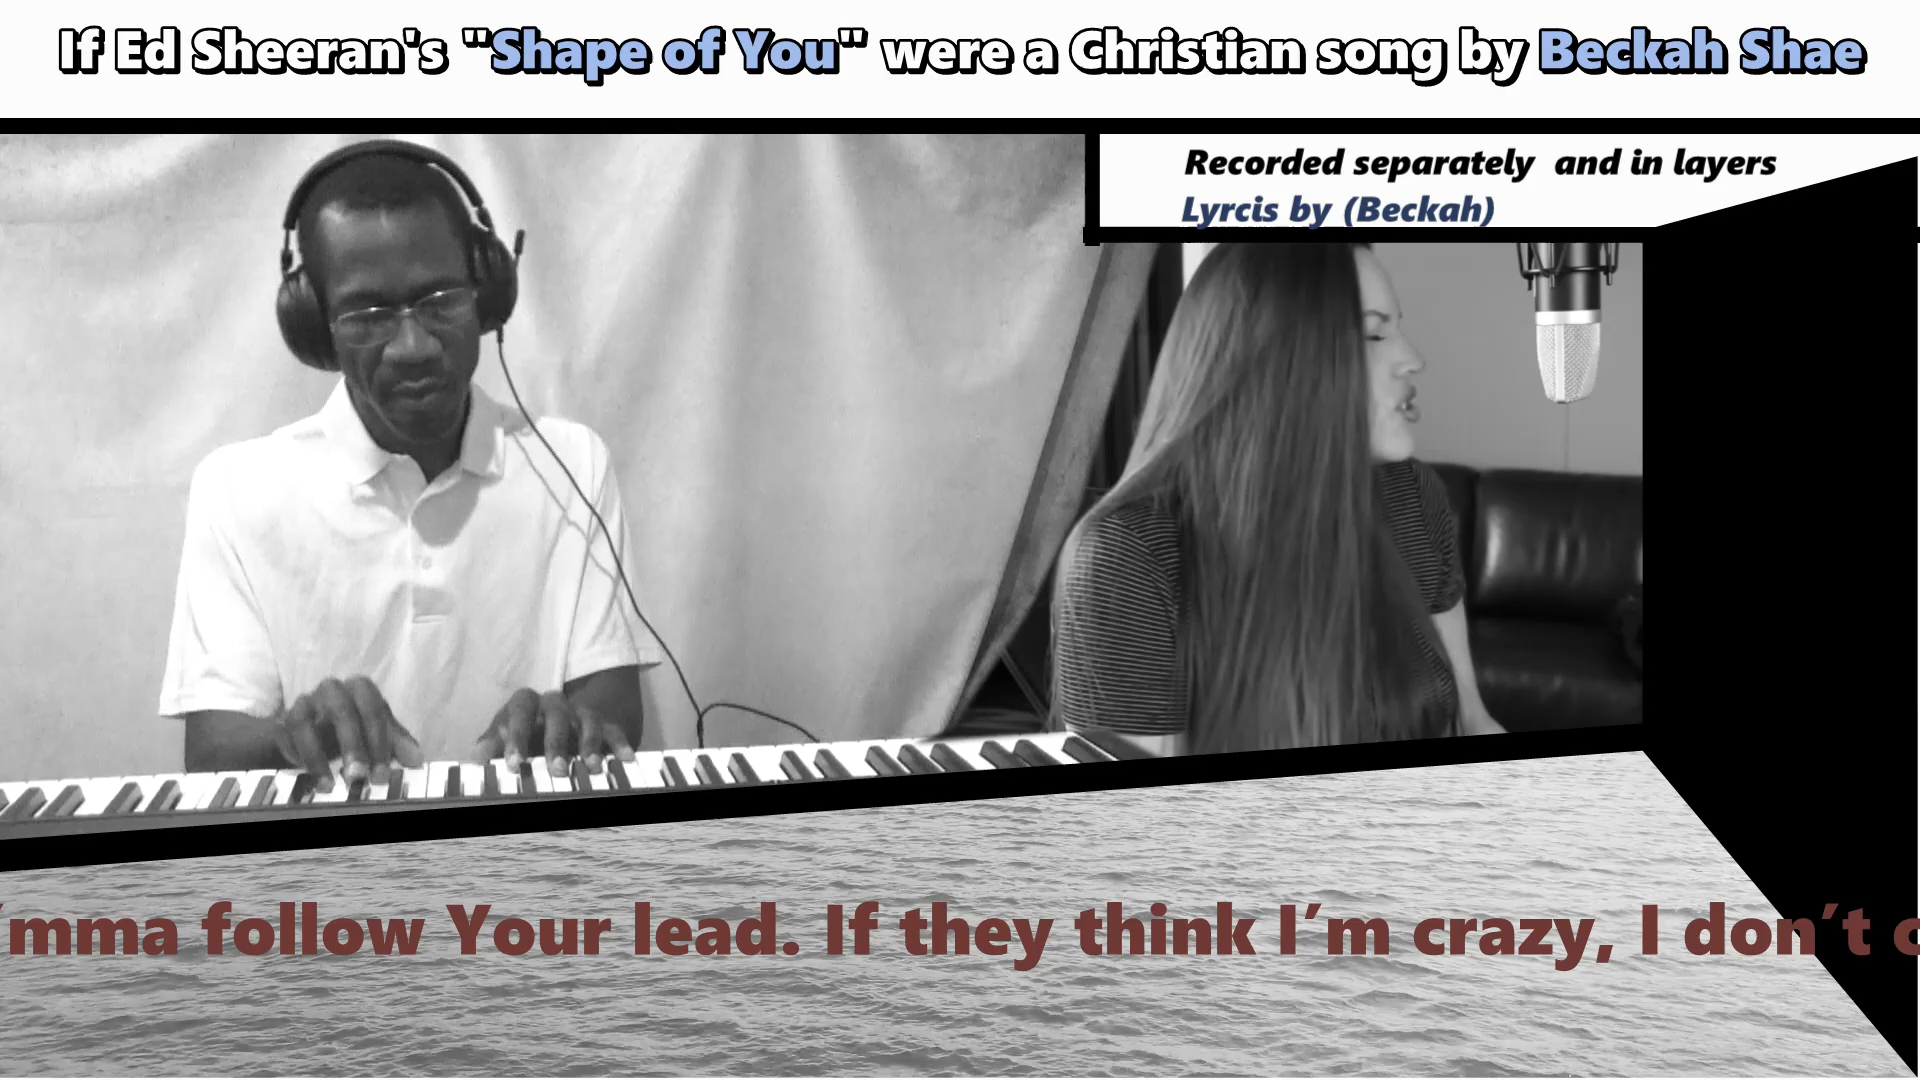 If Ed Sheeran's "Shape of You" were a Christian song by Beckah Shae
Recorded separately and in layers
Lyrcis by (Beckah)
'mma follow Your lead. If they think I'm crazy, I don't c